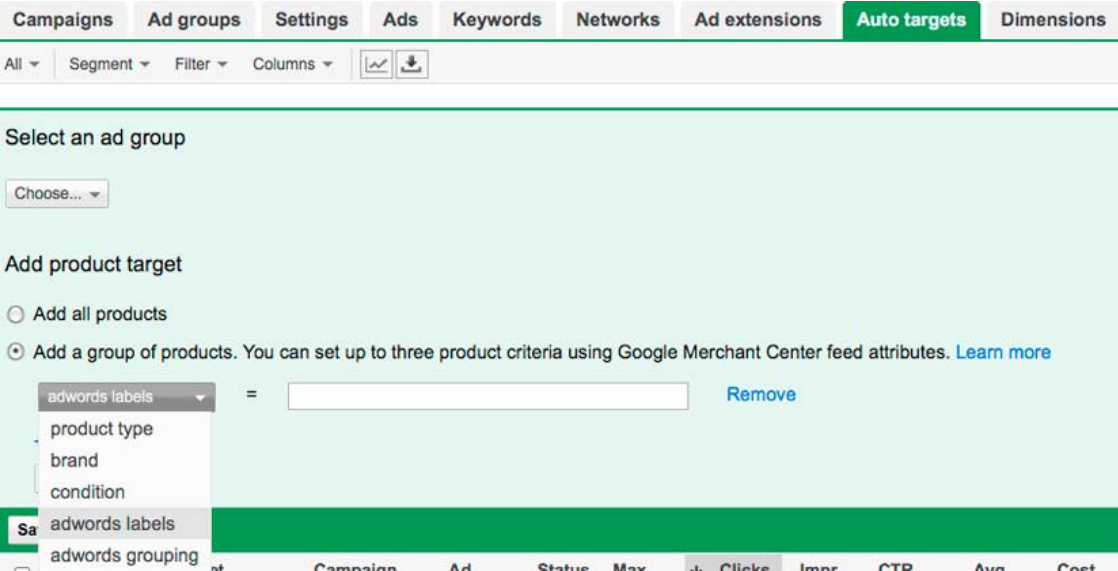 Campaigns Ad groups Settings Ads Keywords Networks Ad extensions Auto targets Dimensions
All Segment Filter Columns
Select an ad group
Choose...
Add product target
Add all products
Add a group of products. You can set up to three product criteria using Google Merchant Center feed attributes. Learn more
adwords labels = Remove
product type
brand
condition
adwords labels
adwords grouping
Campaign Ad Status Max Clicks Impr CTR Avg Cost